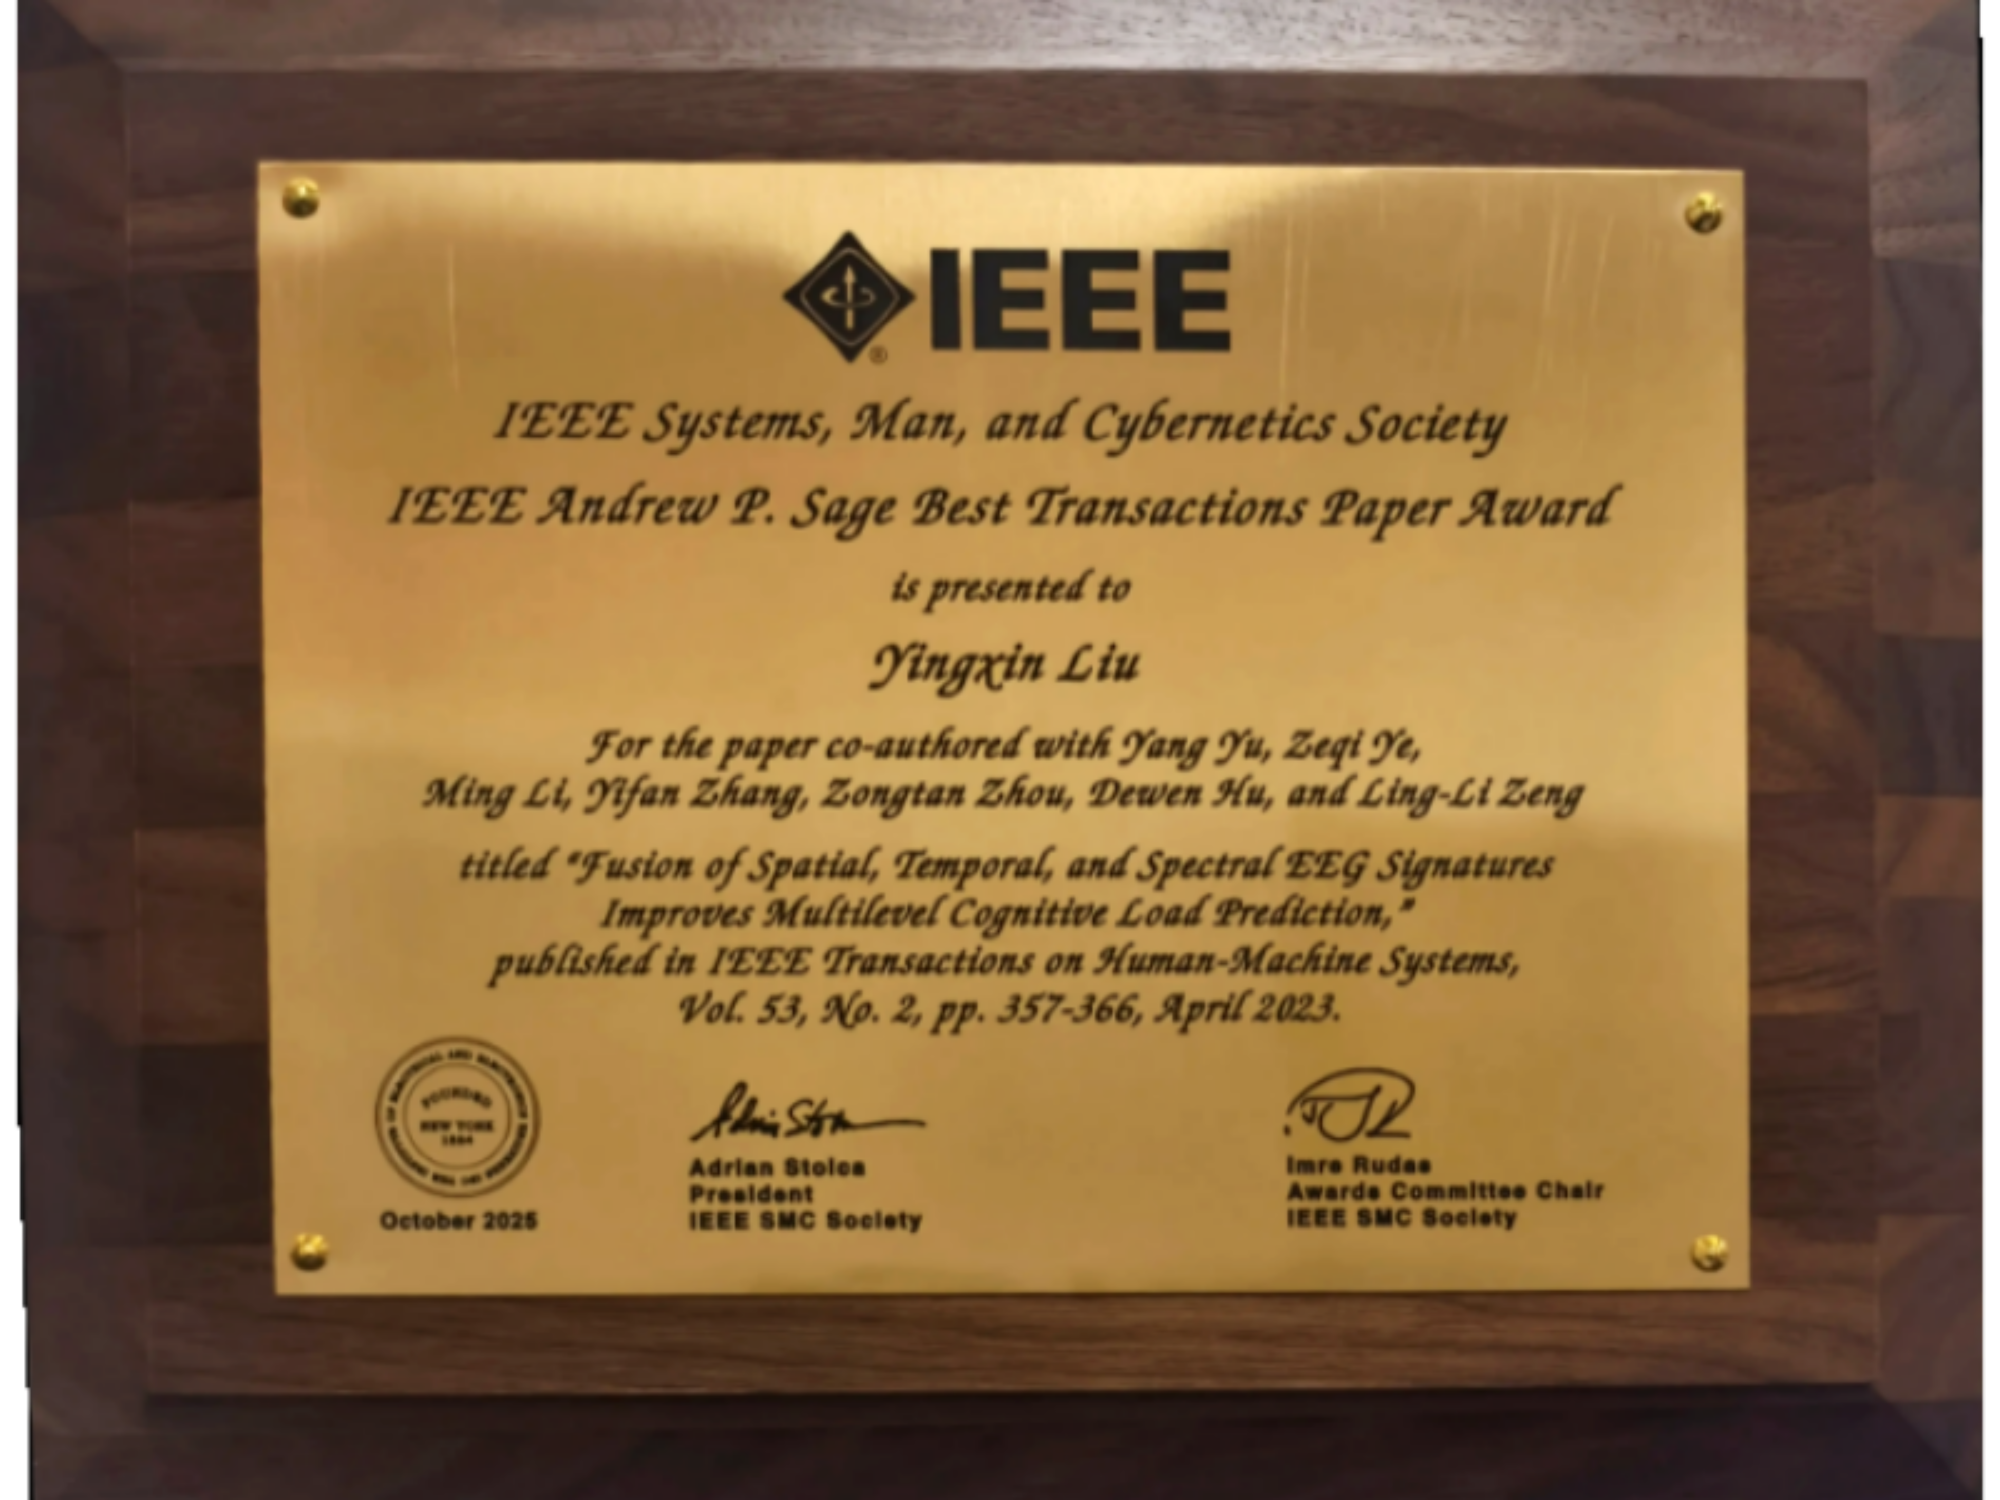 IEEE
IEEE Systems, Man, and Cybernetics Society
IEEE Andrew P. Sage Best Transactions Paper Award
is presented to
Yingxin Liu
For the paper co-authored with Yang Yu, Zeqi Ye,
Ming Li, Yifan Zhang, Zongtan Zhou, Dewen Hu, and Ling-Li Zeng
titled “Fusion of Spatial, Temporal, and Spectral EEG Signatures
Improves Multilevel Cognitive Load Prediction,”
published in IEEE Transactions on Human-Machine Systems,
Vol. 53, No. 2, pp. 357-366, April 2023.
FOUNDED
NEW YORK
1884
October 2025
Adrian Stoica
President
IEEE SMC Society
Imre Rudas
Awards Committee Chair
IEEE SMC Society